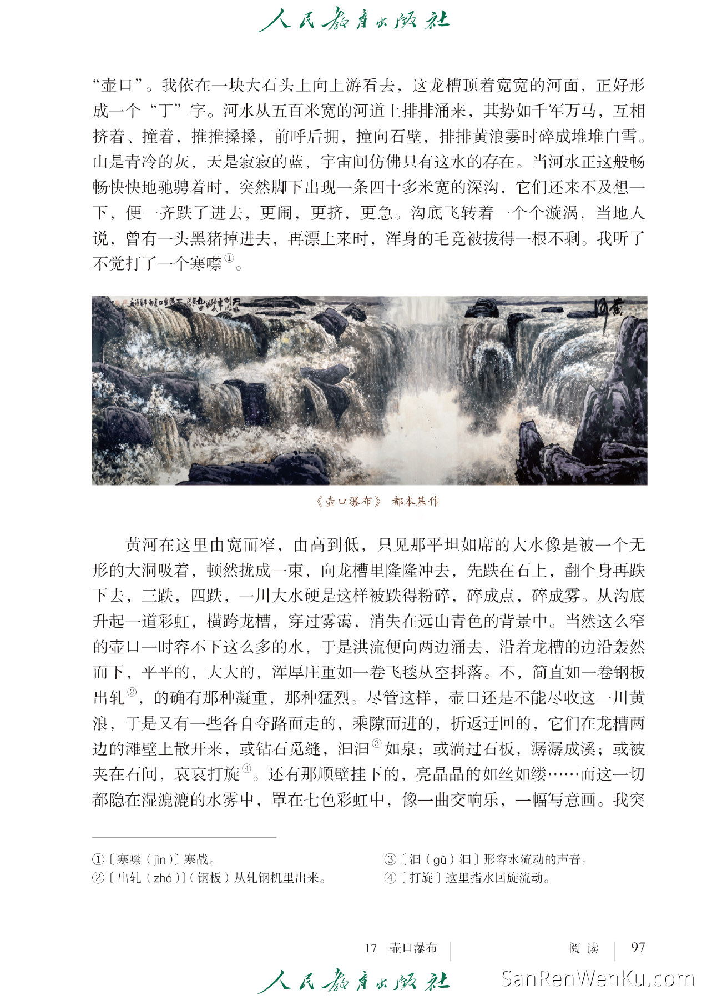 人民教育出版社
“壶口”。我依在一块大石头上向上游看去，这龙槽顶着宽宽的河面，正好形
成一个“丁”字。河水从五百米宽的河道上排排涌来，其势如千军万马，互相
挤着、撞着，推推搡搡，前呼后拥，撞向石壁，排排黄浪霎时碎成堆堆白雪。
山是青冷的灰，天是寂寂的蓝，宇宙间仿佛只有这水的存在。当河水正这般畅
畅快快地驰骋着时，突然脚下出现一条四十多米宽的深沟，它们还来不及想一
下，便一齐跌了进去，更闹，更挤，更急。沟底飞转着一个个漩涡，当地人
说，曾有一头黑猪掉进去，再漂上来时，浑身的毛竟被拔得一根不剩。我听了
不觉打了一个寒噤①。
黄河
《壶口瀑布》 都本基作
黄河在这里由宽而窄，由高到低，只见那平坦如席的大水像是被一个无
形的大洞吸着，顿然拢成一束，向龙槽里隆隆冲去，先跌在石上，翻个身再跌
下去，三跌，四跌，一川大水硬是这样被跌得粉碎，碎成点，碎成雾。从沟底
升起一道彩虹，横跨龙槽，穿过雾霭，消失在远山青色的背景中。当然这么窄
的壶口一时容不下这么多的水，于是洪流便向两边涌去，沿着龙槽的边沿轰然
而下，平平的，大大的，浑厚庄重如一卷飞毯从空抖落。不，简直如一卷钢板
出轧②，的确有那种凝重，那种猛烈。尽管这样，壶口还是不能尽收这一川黄
浪，于是又有一些各自夺路而走的，乘隙而进的，折返迂回的，它们在龙槽两
边的滩壁上散开来，或钻石觅缝，汩汩③如泉；或淌过石板，潺潺成溪；或被
夹在石间，哀哀打旋④。还有那顺壁挂下的，亮晶晶的如丝如缕……而这一切
都隐在湿漉漉的水雾中，罩在七色彩虹中，像一曲交响乐，一幅写意画。我突
①〔寒噤（jìn）〕寒战。
②〔出轧（zhá）〕（钢板）从轧钢机里出来。
③〔汩（gǔ）汩〕形容水流动的声音。
④〔打旋〕这里指水回旋流动。
17 壶口瀑布 阅读 97
人民教育出版社
SanRenWenKu.com